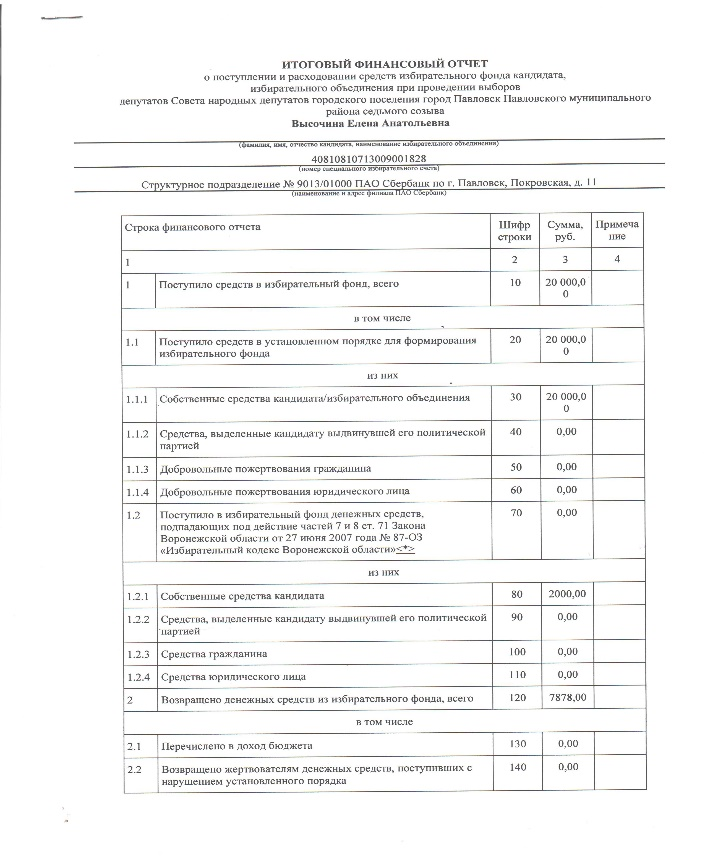 ИТОГОВЫЙ ФИНАНСОВЫЙ ОТЧЕТ
о поступлении и расходовании средств избирательного фонда кандидата,
избирательного объединения при проведении выборов
депутатов Совета народных депутатов городского поселения город Павловск Павловского муниципального
района седьмого созыва
Высочина Елена Анатольевна
(фамилия, имя, отчество кандидата, наименование избирательного объединения)
40810810713009001828
(номер специального избирательного счета)
Структурное подразделение № 9013/01000 ПАО Сбербанк по г. Павловск, Покровская, д. 11
(наименование и адрес филиала ПАО Сбербанк)
Строка финансового отчета Шифр Сумма, Примеча
строки руб. ние
1 2 3 4
1 Поступило средств в избирательный фонд, всего 10 20 000,0
0
в том числе
1.1 Поступило средств в установленном порядке для формирования 20 20 000,0
избирательного фонда 0
из них
1.1.1 Собственные средства кандидата/избирательного объединения 30 20 000,0
0
1.1.2 Средства, выделенные кандидату выдвинувшей его политической 40 0,00
партией
1.1.3 Добровольные пожертвования гражданина 50 0,00
1.1.4 Добровольные пожертвования юридического лица 60 0,00
1.2 Поступило в избирательный фонд денежных средств, 70 0,00
подпадающих под действие частей 7 и 8 ст. 71 Закона
Воронежской области от 27 июня 2007 года № 87-ОЗ
«Избирательный кодекс Воронежской области»<*>
из них
1.2.1 Собственные средства кандидата 80 2000,00
1.2.2 Средства, выделенные кандидату выдвинувшей его политической 90 0,00
партией
1.2.3 Средства гражданина 100 0,00
1.2.4 Средства юридического лица 110 0,00
2 Возвращено денежных средств из избирательного фонда, всего 120 7878,00
в том числе
2.1 Перечислено в доход бюджета 130 0,00
2.2 Возвращено жертвователям денежных средств, поступивших с 140 0,00
нарушением установленного порядка